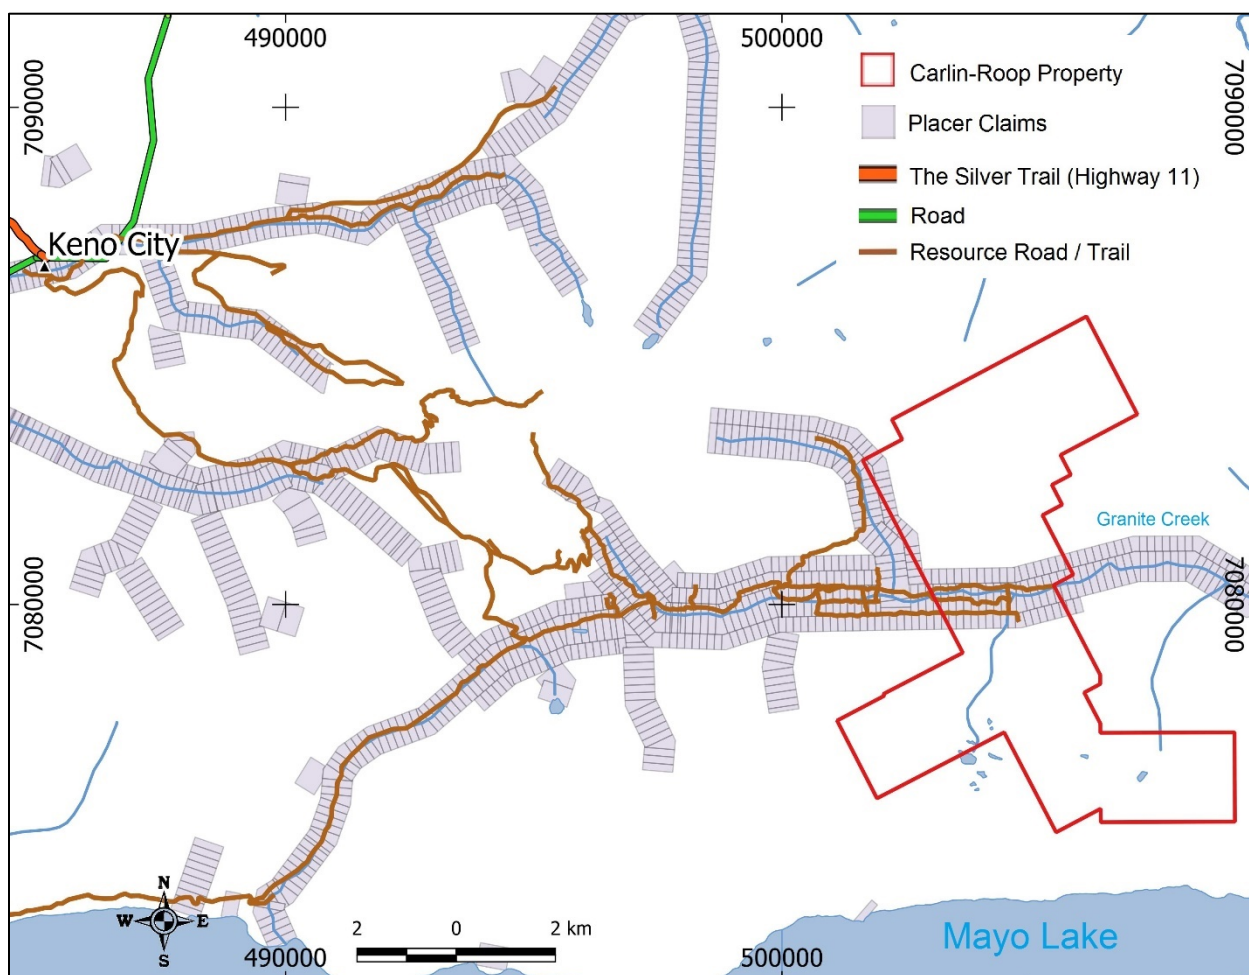 490000
500000
7090000
7090000
Carlin-Roop Property
Placer Claims
The Silver Trail (Highway 11)
Road
Resource Road / Trail
Keno City
Granite Creek
7080000
7080000
N
W
E
S
2
0
2 km
490000
500000
Mayo Lake